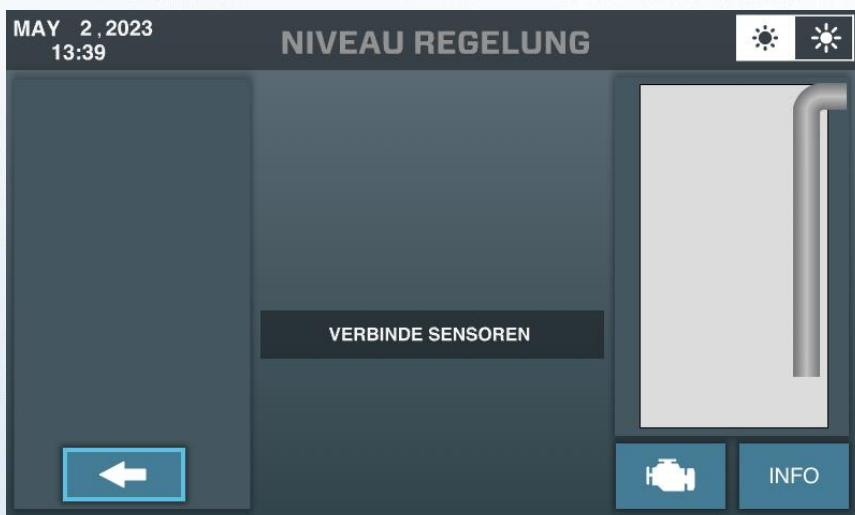 MAY 2,2023
13:39
NIVEAU REGELUNG
VERBINDE SENSOREN
INFO